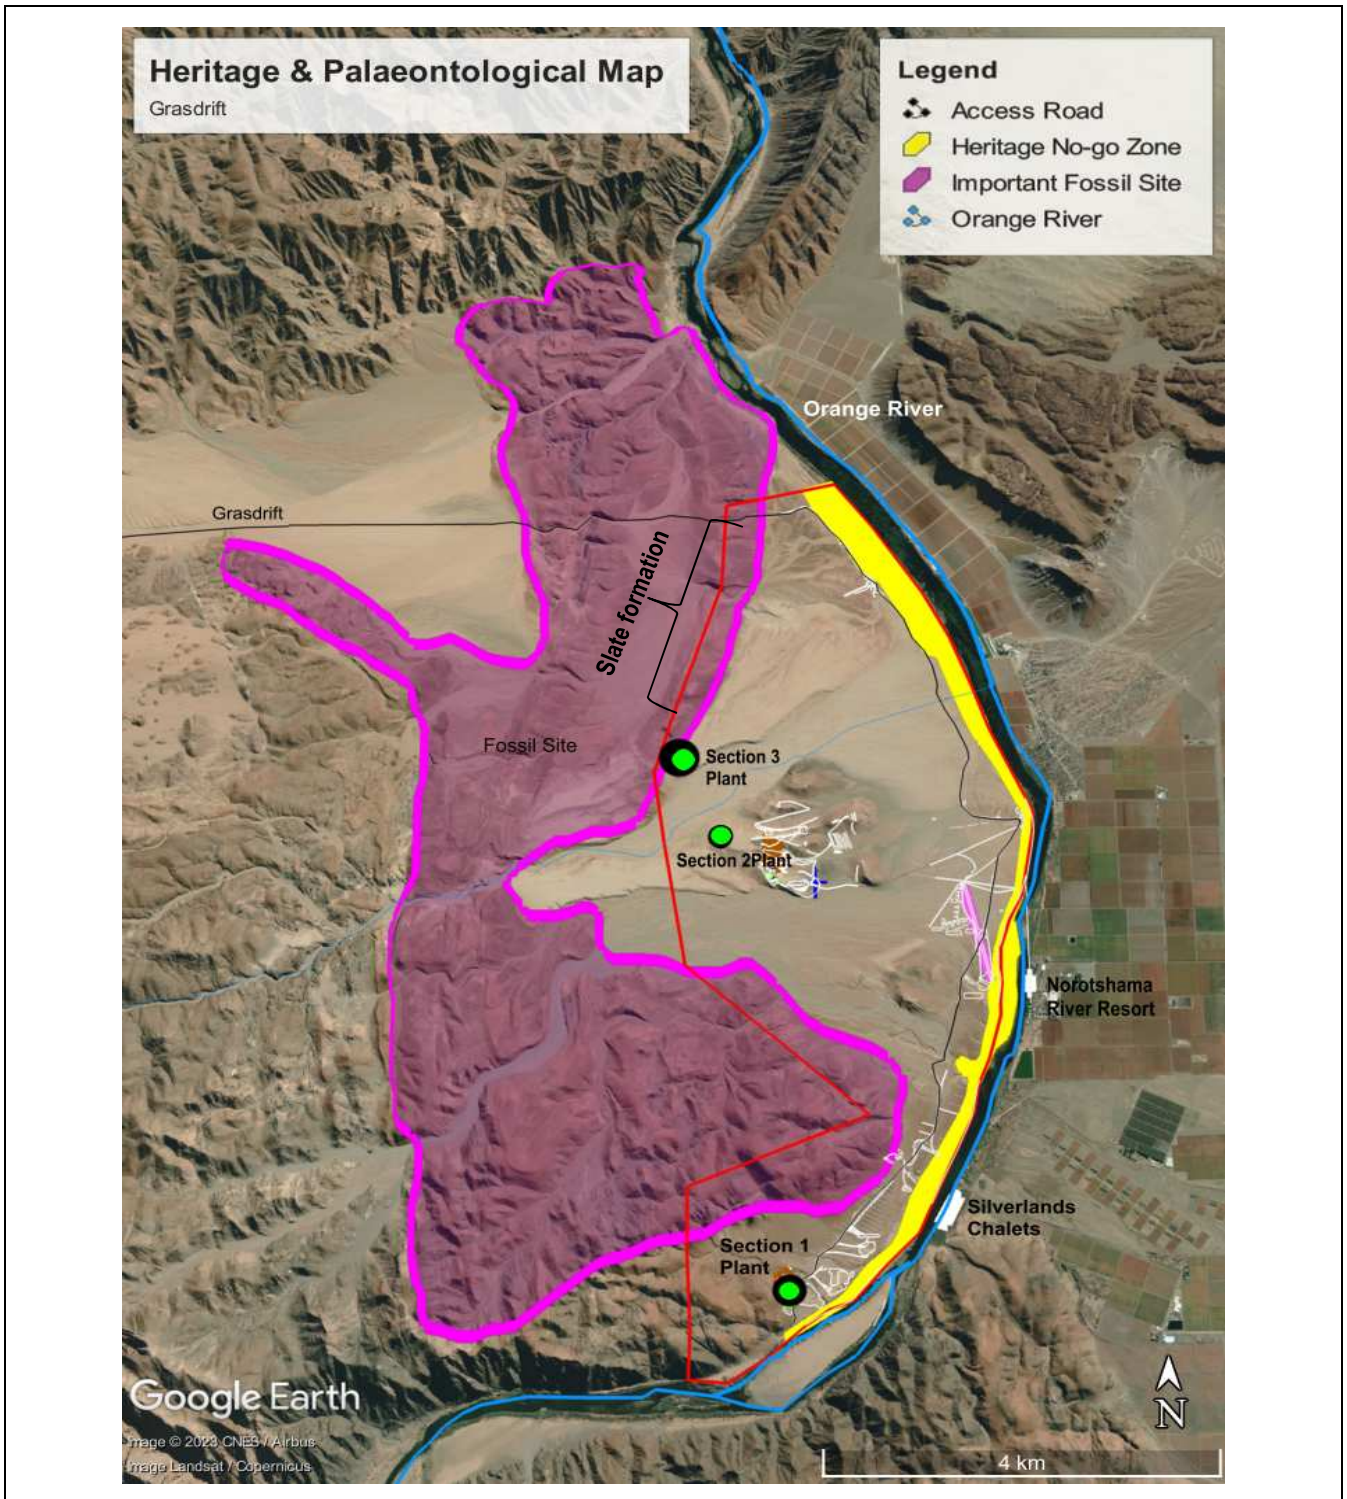 Heritage & Palaeontological Map
Grasdrift
Legend
Access Road
Heritage No-go Zone
Important Fossil Site
Orange River
Orange River
Grasdrift
Slate formation
Fossil Site
Section 3
Plant
Section 2Plant
Norotshama
River Resort
Silverlands
Chalets
Section 1
Plant
Google Earth
Image © 2023 CNES / Airbus
Image Landsat / Copernicus
N
4 km